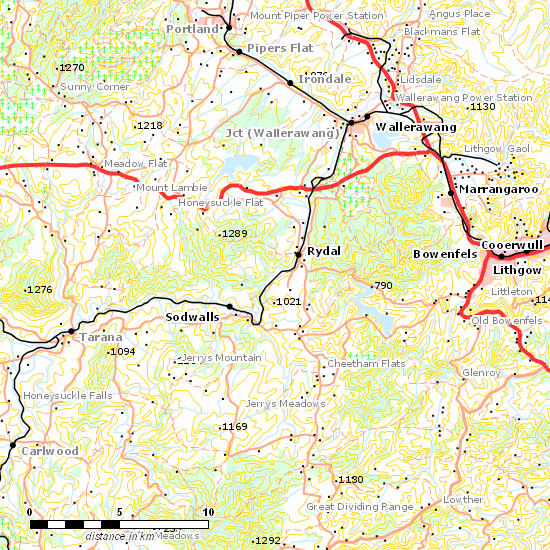 Mount Piper Power Station
Angus Place
Portland
Blackmans Flat
Pipers Flat
1270
Irondale
Lidsdale
Sunny Corner
Wallerawang Power Station
1130
1218
Jct (Wallerawang)
Wallerawang
Lithgow Gaol
Meadow Flat
Mount Lambie
Marrangaroo
Honeysuckle Flat
1289
Cooerwull
Rydal
Bowenfels
Lithgow
1276
790
Littleton
1021
Sodwalls
Old Bowenfels
Tarana
1094
Jerrys Mountain
Cheetham Flats
Glenroy
Honeysuckle Falls
Jerrys Meadows
1169
Carlwood
1180
Lowther
0
5
10
Great Dividing Range
distance in km
Meadows
1292